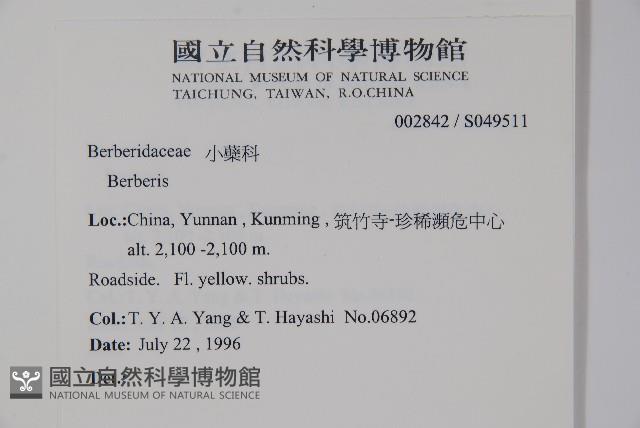 國立自然科學博物館
NATIONAL MUSEUM OF NATURAL SCIENCE
TAICHUNG, TAIWAN, R.O.CHINA
002842 / S049511
Berberidaceae 小蘗科
Berberis
Loc.:China, Yunnan , Kunming , 筑竹寺-珍稀瀕危中心
alt. 2,100 -2,100 m.
Roadside. Fl. yellow. shrubs.
Col.:T. Y. A. Yang & T. Hayashi No.06892
Date: July 22 , 1996
Det.:
國立自然科學博物館
NATIONAL MUSEUM OF NATURAL SCIENCE